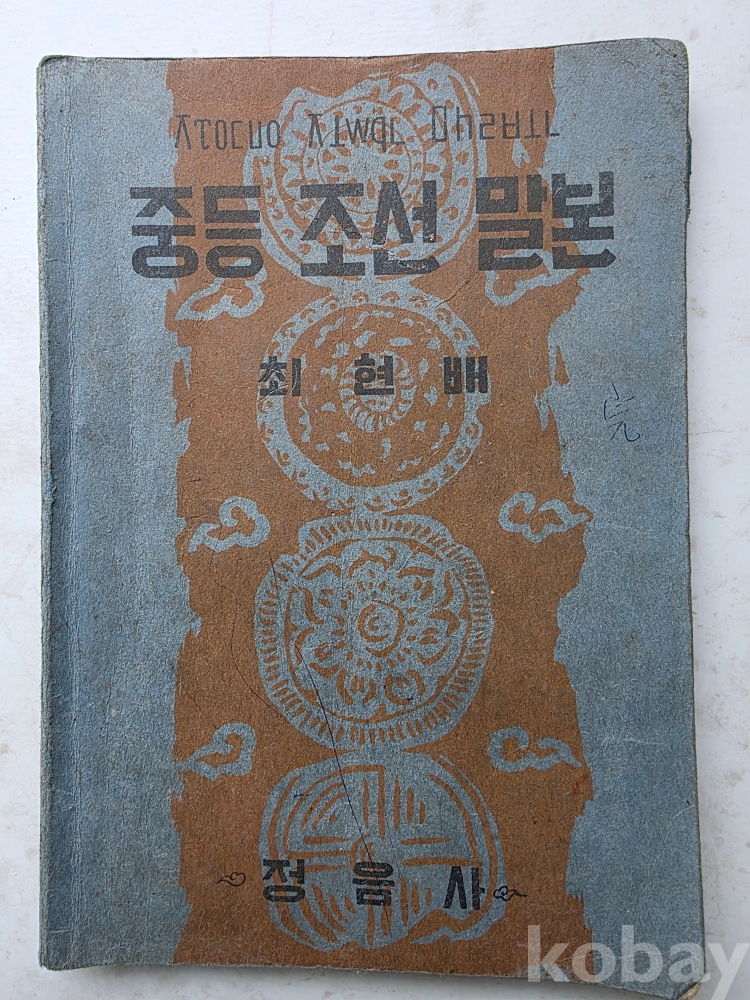 중등 조선 말본
최 현 배
정 음 사
kobay